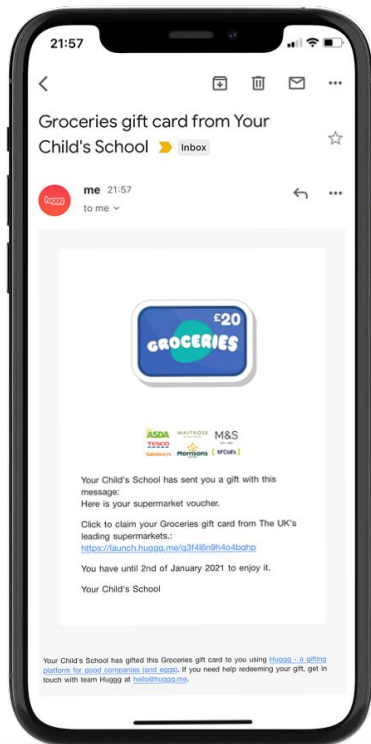 21:57
Groceries gift card from Your
Child's School Inbox
huggg
me 21:57
to me
£20
GROCERIES
ASDA WAITROSE M&S
TESCO
Sainsbury's Morrisons McColl's
Your Child's School has sent you a gift with this
message:
Here is your supermarket voucher.
Click to claim your Groceries gift card from The UK's
leading supermarkets.:
https://launch.huggg.me/q3f4l6n9h4o4bqhp
You have until 2nd of January 2021 to enjoy it.
Your Child's School
Your Child's School has gifted this Groceries gift card to you using Huggg - a gifting
platform for good companies (and eggs). If you need help redeeming your gift, get in
touch with team Huggg at hello@huggg.me.